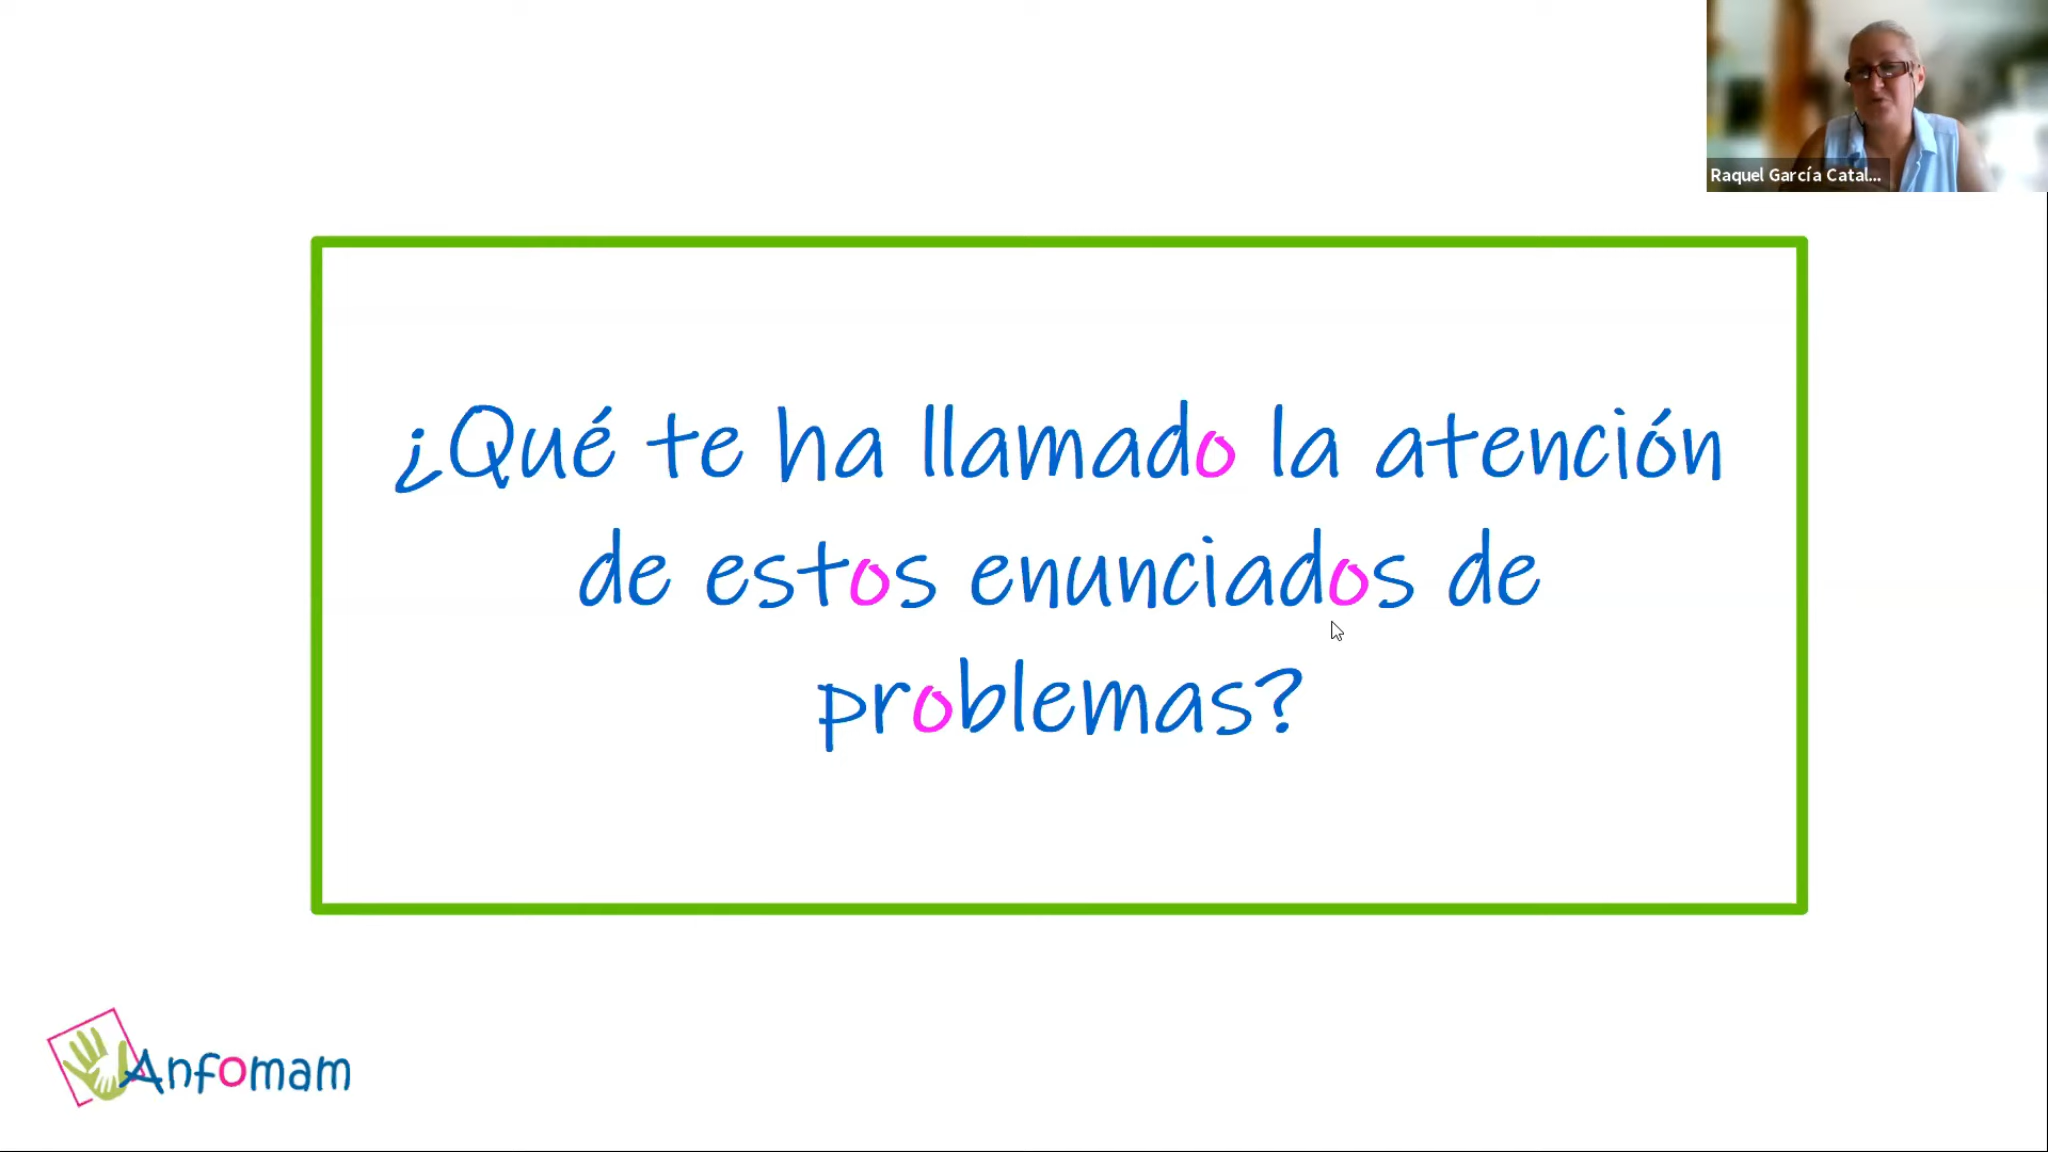 Raquel García Catal...
¿Qué te ha llamado la atención
de estos enunciados de
problemas?
Anfomam